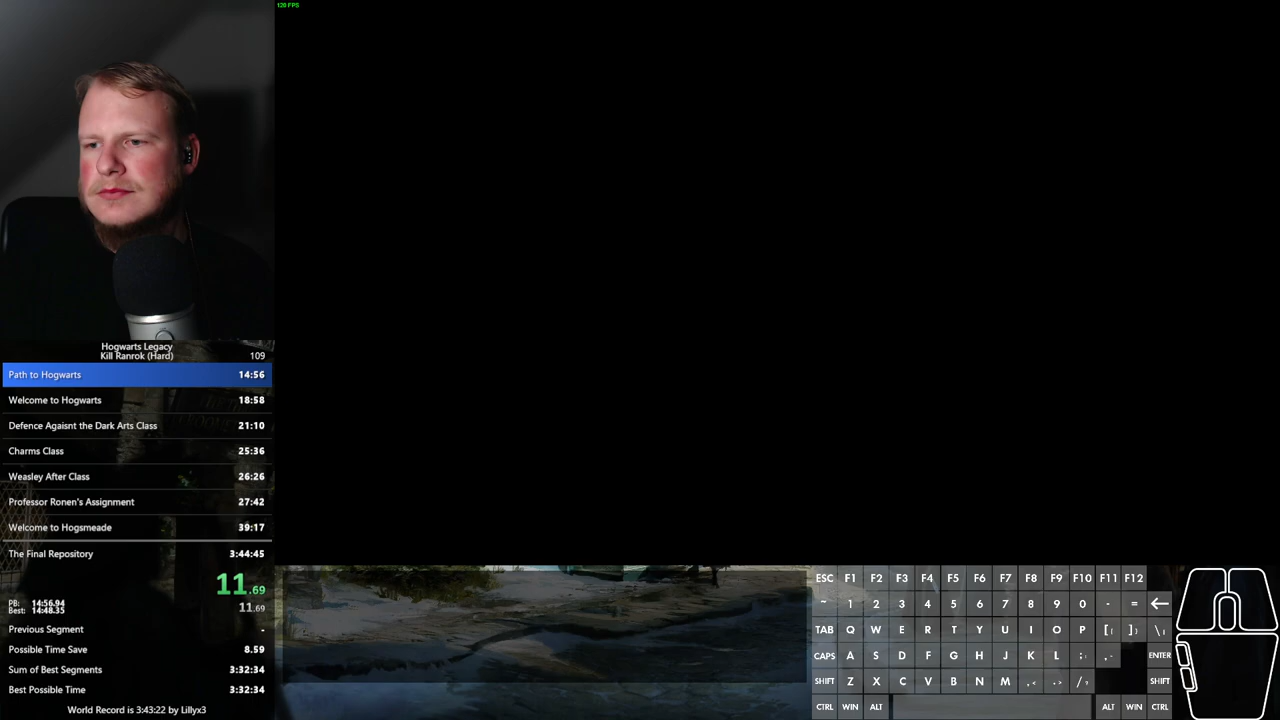 120 FPS
Hogwarts Legacy
Kill Ranrok (Hard) 109
Path to Hogwarts 14:56
Welcome to Hogwarts 18:58
Defence Agaisnt the Dark Arts Class 21:10
Charms Class 25:36
Weasley After Class 26:26
Professor Ronen's Assignment 27:42
Welcome to Hogsmeade 39:17
The Final Repository 3:44:45
11.69
PB: 14:56.94
Best: 14:48.35 11.69
Previous Segment -
Possible Time Save 8.59
Sum of Best Segments 3:32:34
Best Possible Time 3:32:34
World Record is 3:43:22 by Lillyx3
ESC F1 F2 F3 F4 F5 F6 F7 F8 F9 F10 F11 F12
~ 1 2 3 4 5 6 7 8 9 0 - = ←
TAB Q W E R T Y U I O P [{ ]} \|
CAPS A S D F G H J K L ;: ,. ENTER
SHIFT Z X C V B N M ,< .> /? SHIFT
CTRL WIN ALT ALT WIN CTRL